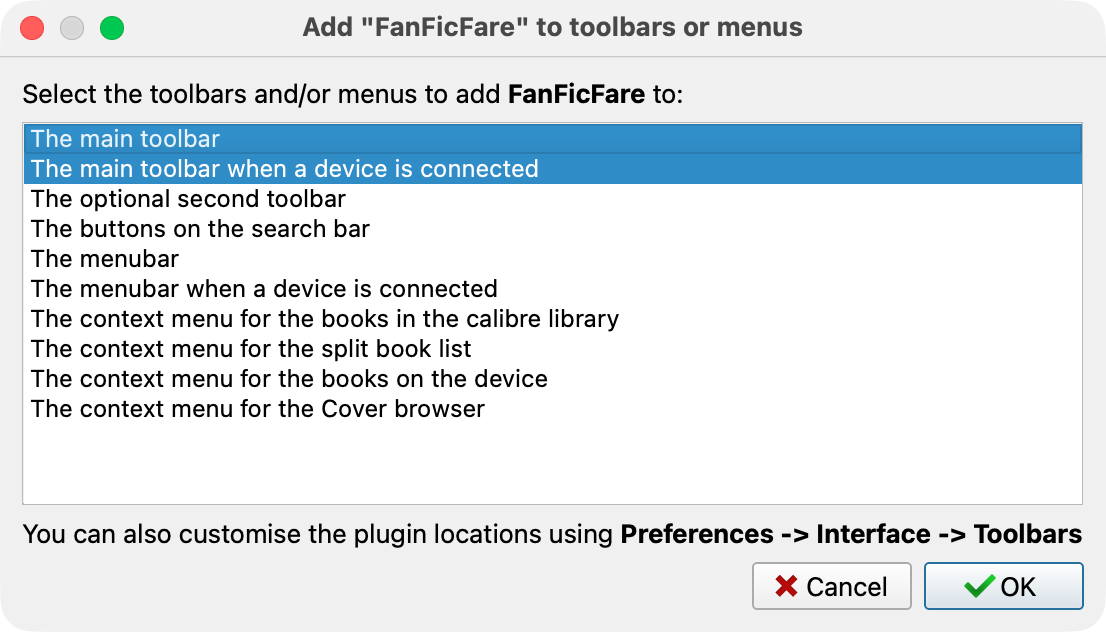 Add "FanFicFare" to toolbars or menus
Select the toolbars and/or menus to add FanFicFare to:
The main toolbar
The main toolbar when a device is connected
The optional second toolbar
The buttons on the search bar
The menubar
The menubar when a device is connected
The context menu for the books in the calibre library
The context menu for the split book list
The context menu for the books on the device
The context menu for the Cover browser
You can also customise the plugin locations using Preferences -> Interface -> Toolbars
Cancel OK